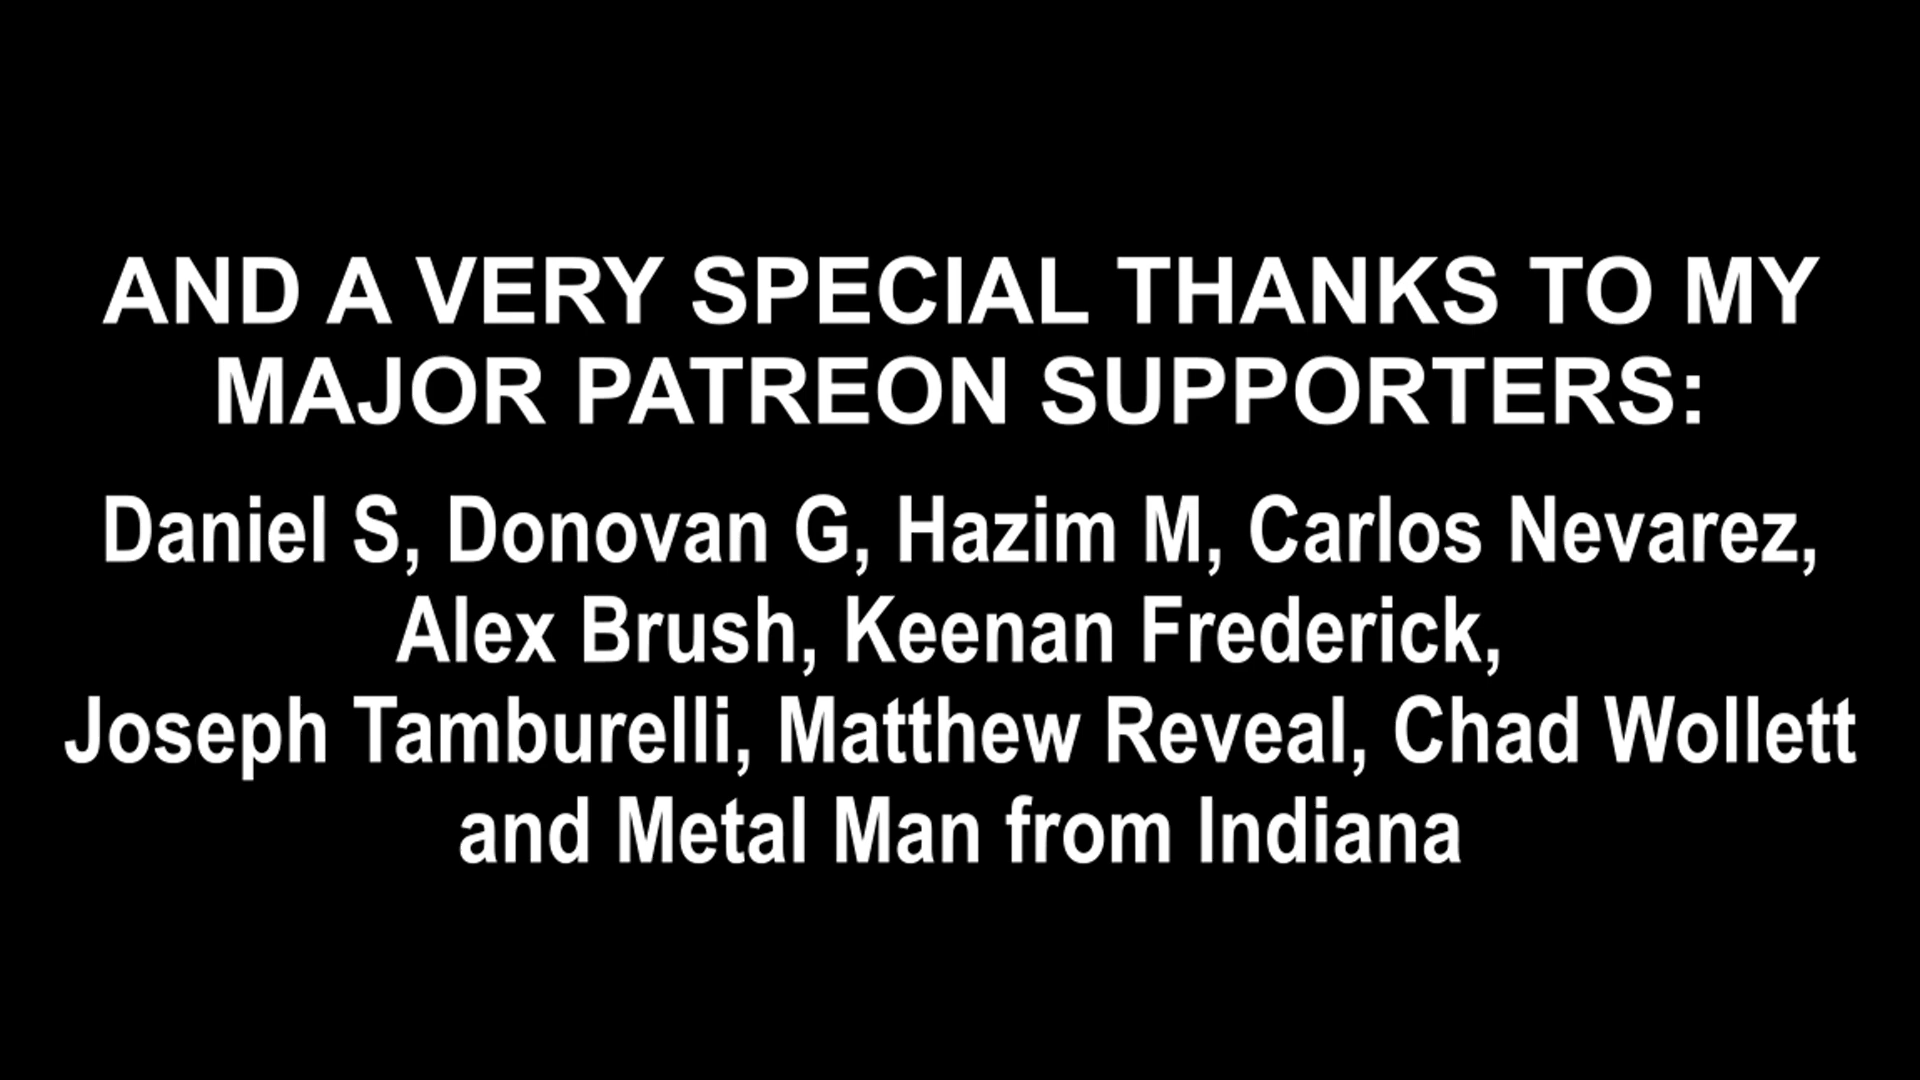 AND A VERY SPECIAL THANKS TO MY
MAJOR PATREON SUPPORTERS:
Daniel S, Donovan G, Hazim M, Carlos Nevarez,
Alex Brush, Keenan Frederick,
Joseph Tamburelli, Matthew Reveal, Chad Wollett
and Metal Man from Indiana